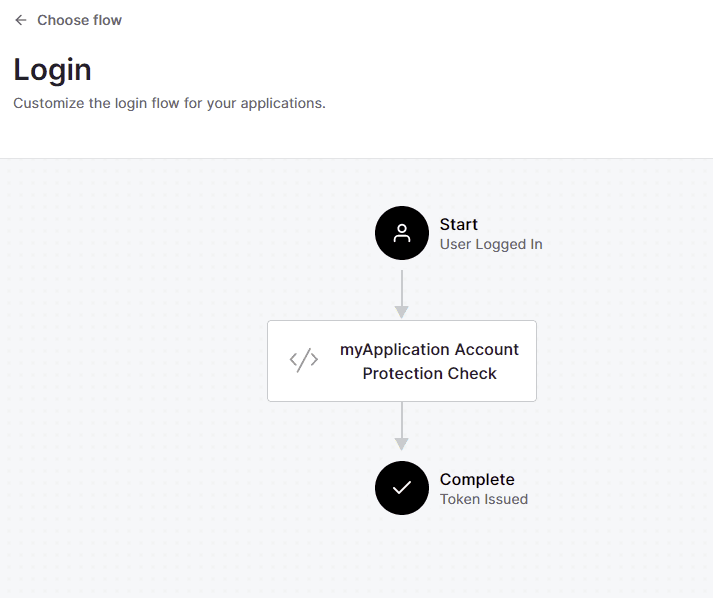 Choose flow
Login
Customize the login flow for your applications.
Start
User Logged In
myApplication Account
Protection Check
Complete
Token Issued